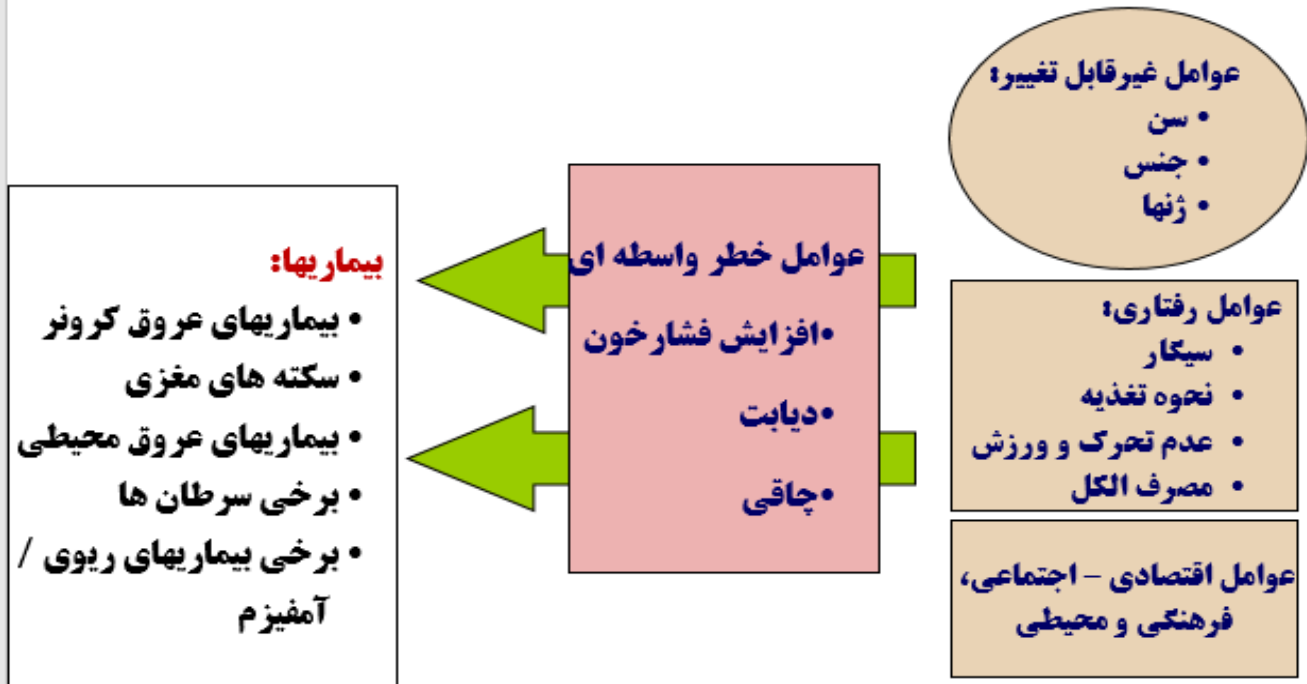 عوامل غیرقابل تغییر:
• سن
• جنس
• ژنها
عوامل رفتاری:
• سیگار
• نحوه تغذیه
• عدم تحرک و ورزش
• مصرف الکل
عوامل اقتصادی – اجتماعی،
فرهنگی و محیطی
عوامل خطر واسطه ای
•افزایش فشارخون
•دیابت
•چاقی
بیماریها:
• بیماریهای عروق کرونر
• سکته های مغزی
• بیماریهای عروق محیطی
• برخی سرطان ها
• برخی بیماریهای ریوی /
آمفیزم